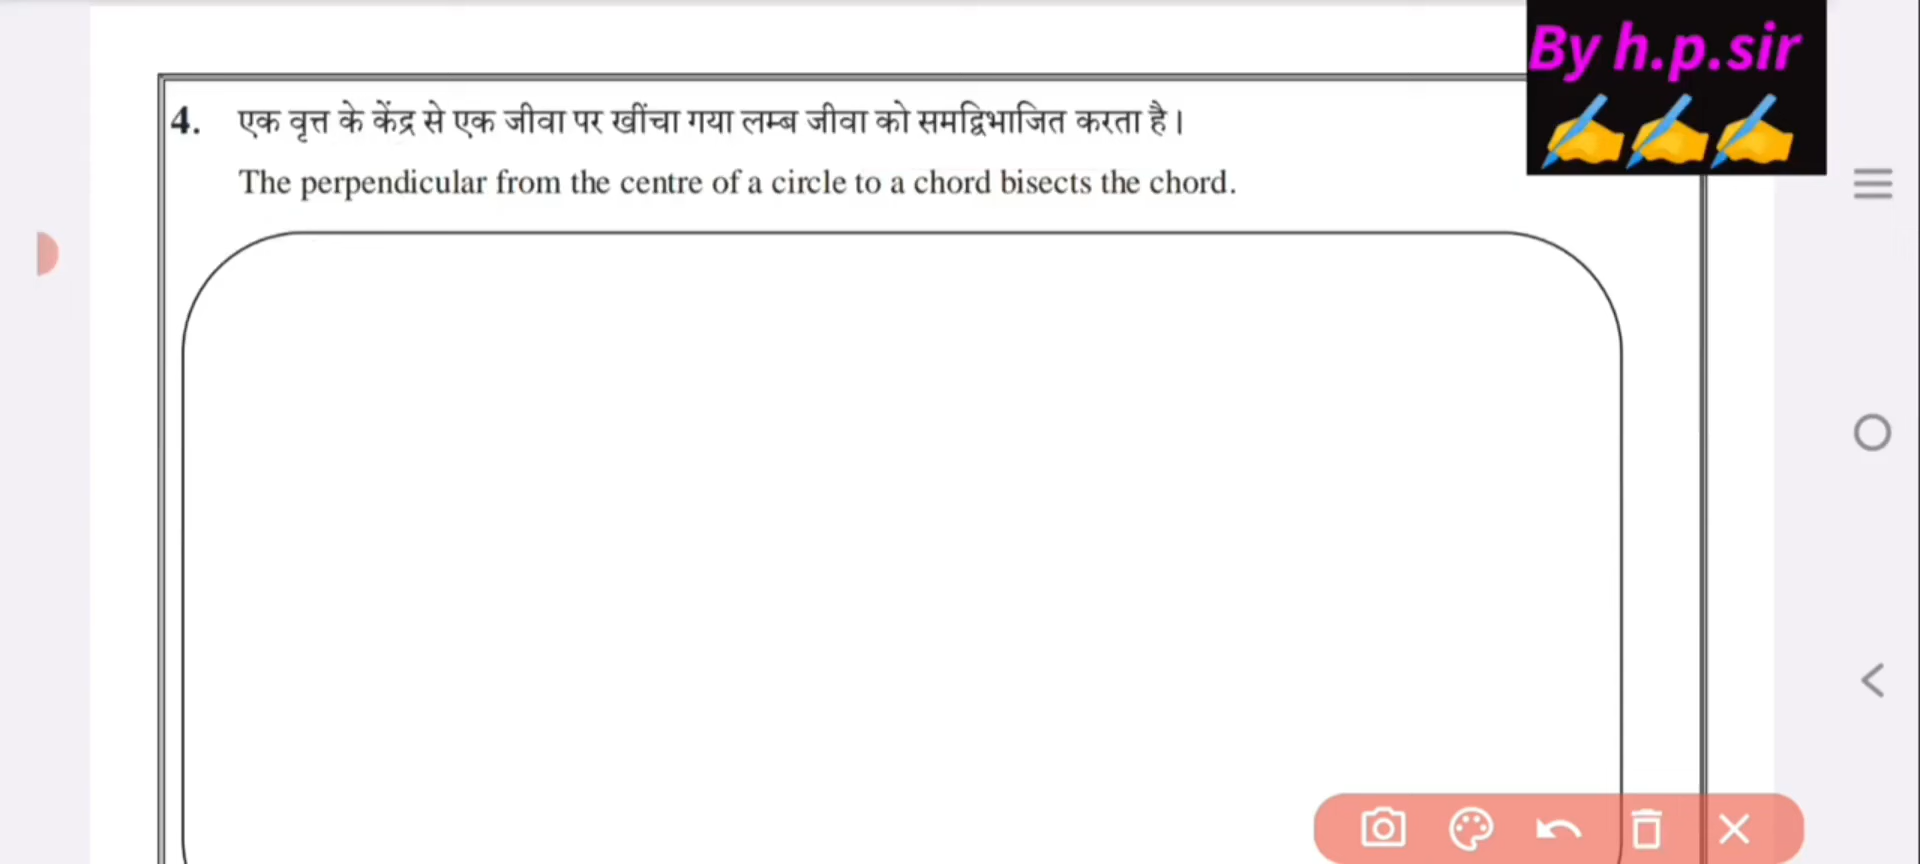 By h.p.sir
4. एक वृत्त के केंद्र से एक जीवा पर खींचा गया लम्ब जीवा को समद्विभाजित करता है।
The perpendicular from the centre of a circle to a chord bisects the chord.